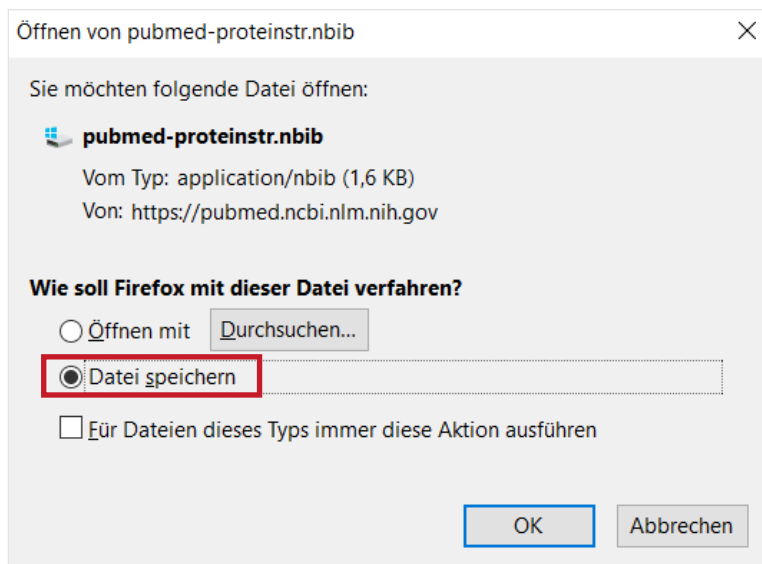 Öffnen von pubmed-proteinstr.nbib
Sie möchten folgende Datei öffnen:
pubmed-proteinstr.nbib
Vom Typ: application/nbib (1,6 KB)
Von: https://pubmed.ncbi.nlm.nih.gov
Wie soll Firefox mit dieser Datei verfahren?
Öffnen mit Durchsuchen...
Datei speichern
Für Dateien dieses Typs immer diese Aktion ausführen
OK Abbrechen